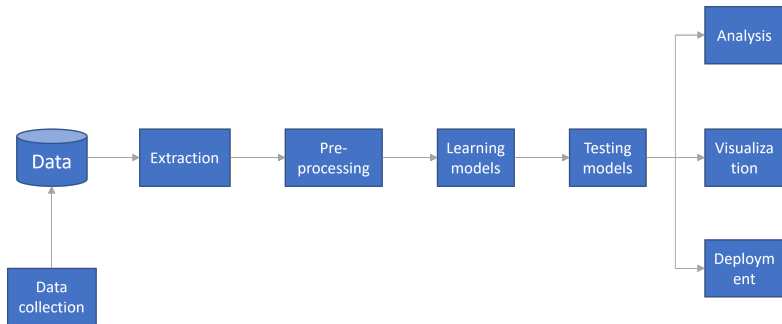 Analysis
Data
Extraction
Pre-
processing
Learning
models
Testing
models
Visualiza
tion
Data
collection
Deploym
ent